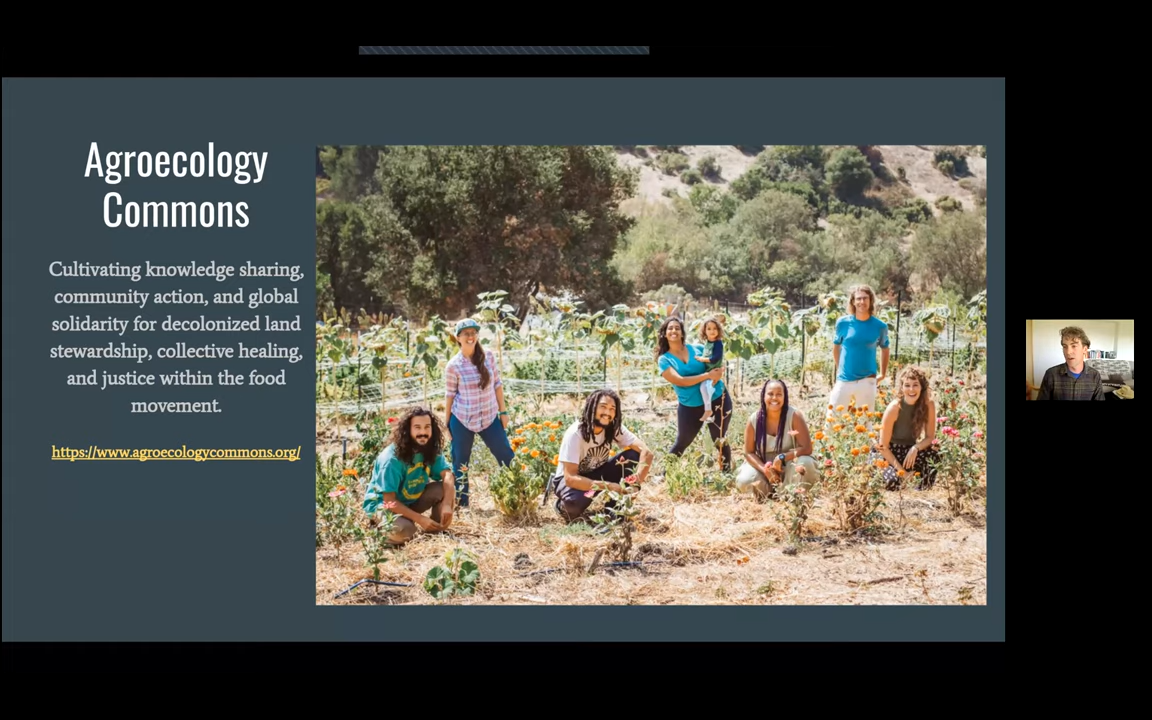 Agroecology
Commons
Cultivating knowledge sharing,
community action, and global
solidarity for decolonized land
stewardship, collective healing,
and justice within the food
movement.
https://www.agroecologycommons.org/